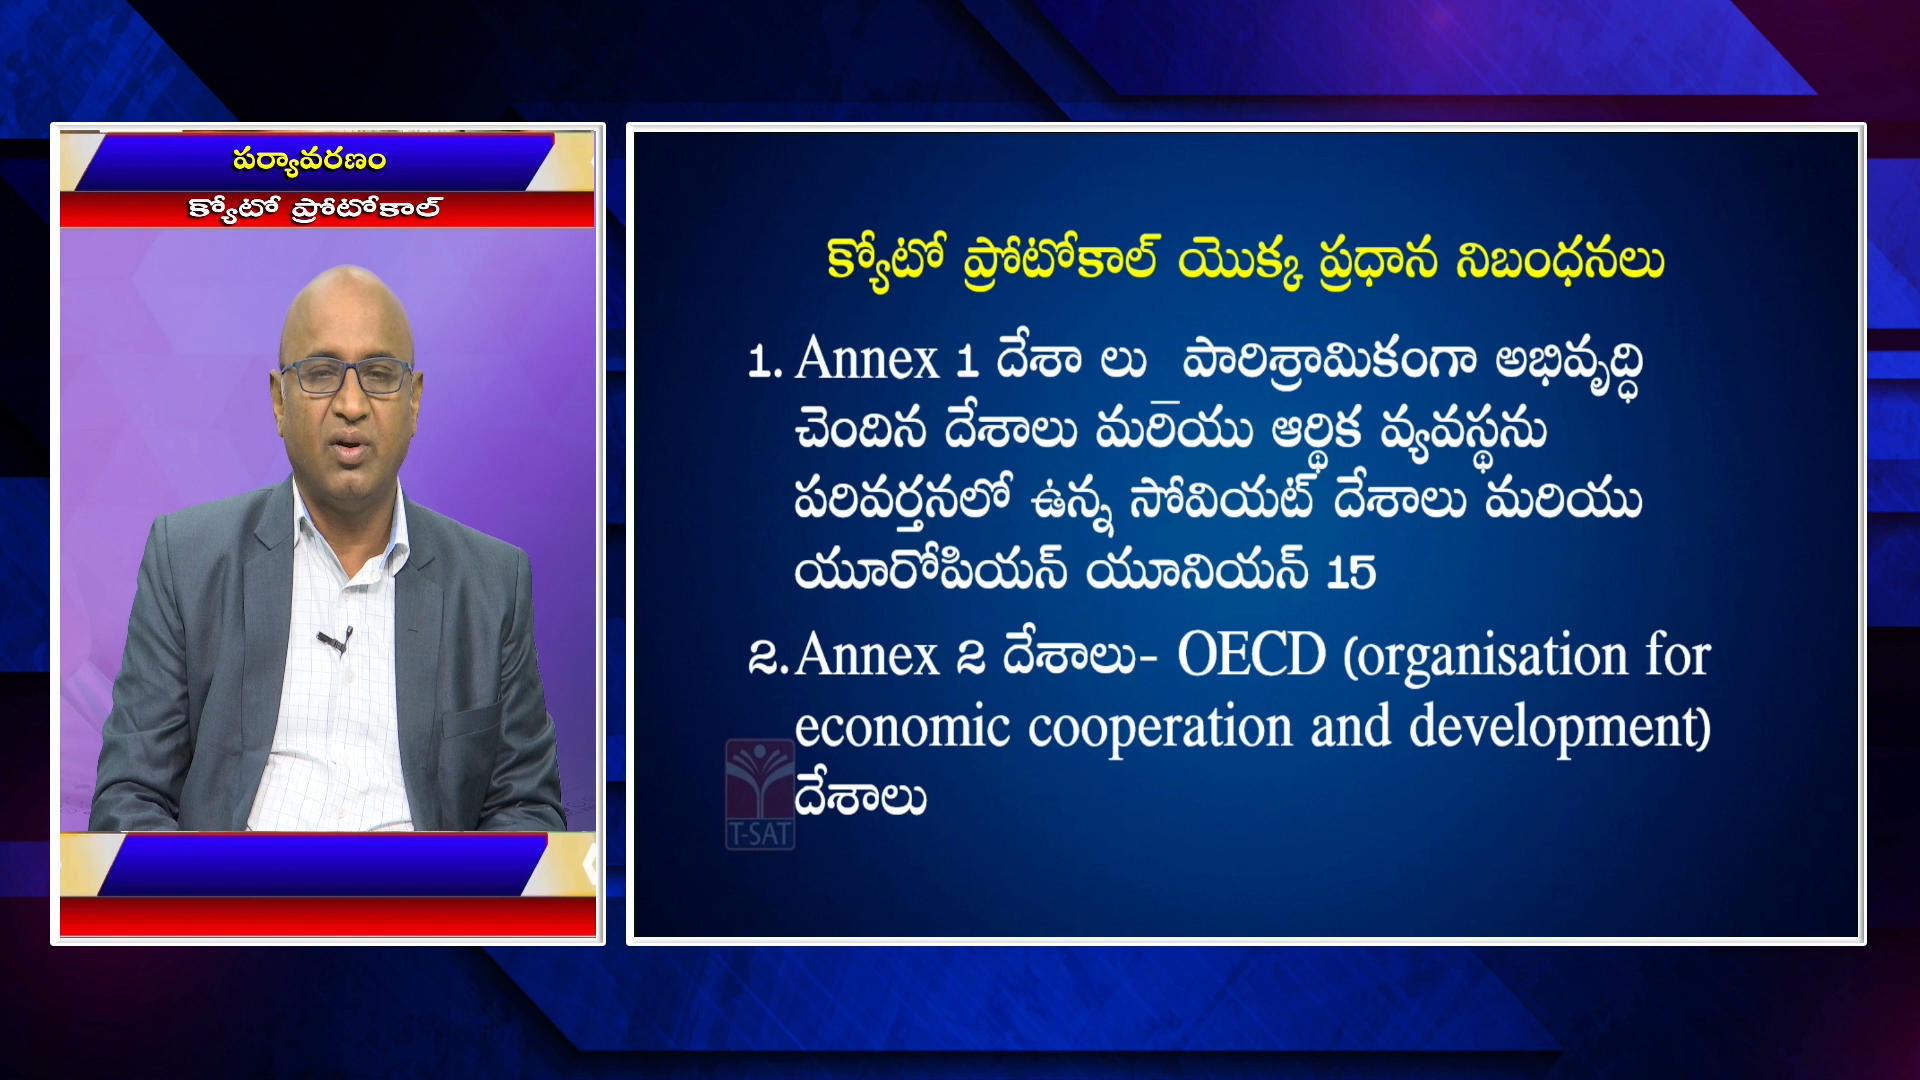 పర్యావరణం
క్యోటో ప్రోటోకాల్
క్యోటో ప్రోటోకాల్ యొక్క ప్రధాన నిబంధనలు
1. Annex 1 దేశా లు_ పారిశ్రామికంగా అభివృద్ధి
చెందిన దేశాలు మరియు ఆర్థిక వ్యవస్థను
పరివర్తనలో ఉన్న సోవియట్ దేశాలు మరియు
యూరోపియన్ యూనియన్ 15
2. Annex 2 దేశాలు- OECD (organisation for
economic cooperation and development)
దేశాలు
T-SAT